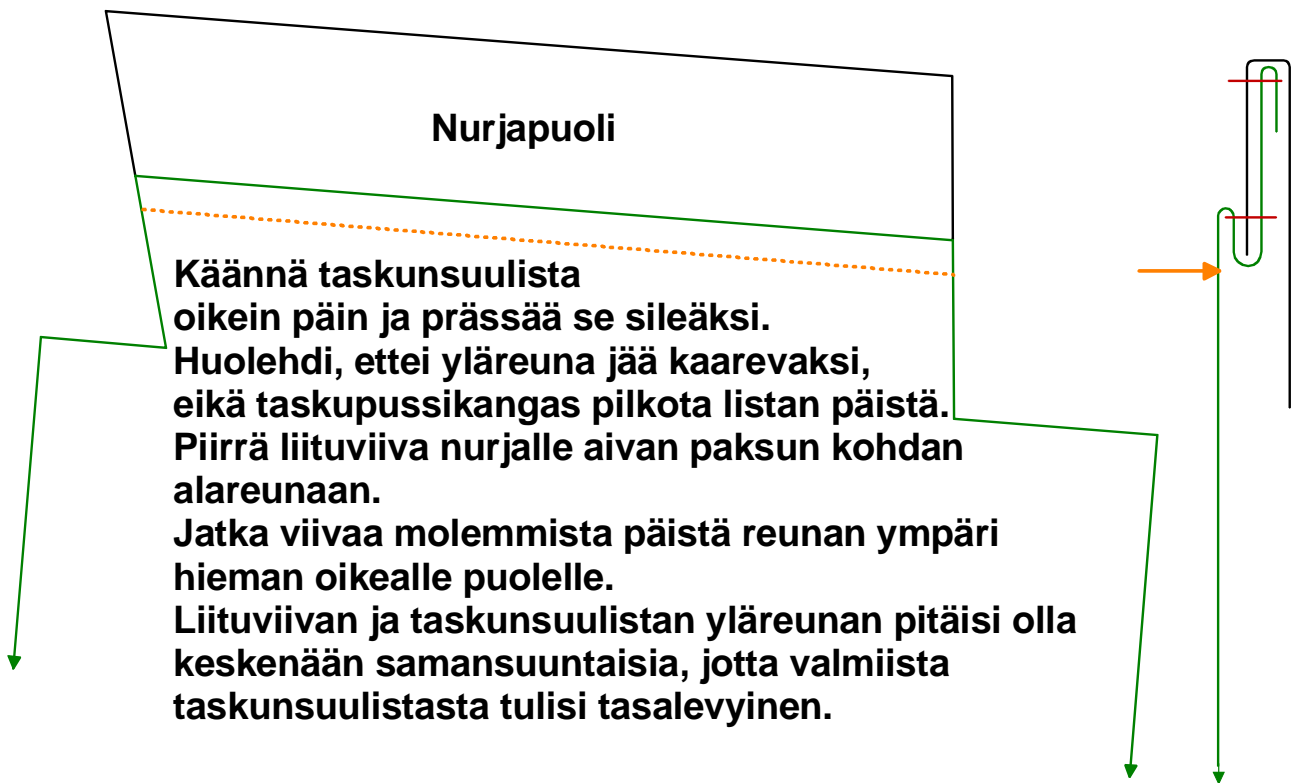 Nurjapuoli
Käännä taskunsuulista
oikein päin ja prässää se sileäksi.
Huolehdi, ettei yläreuna jää kaarevaksi,
eikä taskupussikangas pilkota listan päistä.
Piirrä liituviiva nurjalle aivan paksun kohdan
alareunaan.
Jatka viivaa molemmista päistä reunan ympäri
hieman oikealle puolelle.
Liituviivan ja taskunsuulistan yläreunan pitäisi olla
keskenään samansuuntaisia, jotta valmiista
taskunsuulistasta tulisi tasalevyinen.